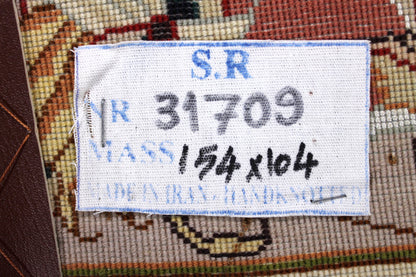 S.R
NR 31709
MASS 154x104
MADE IN IRAN - HANDKNOTTED